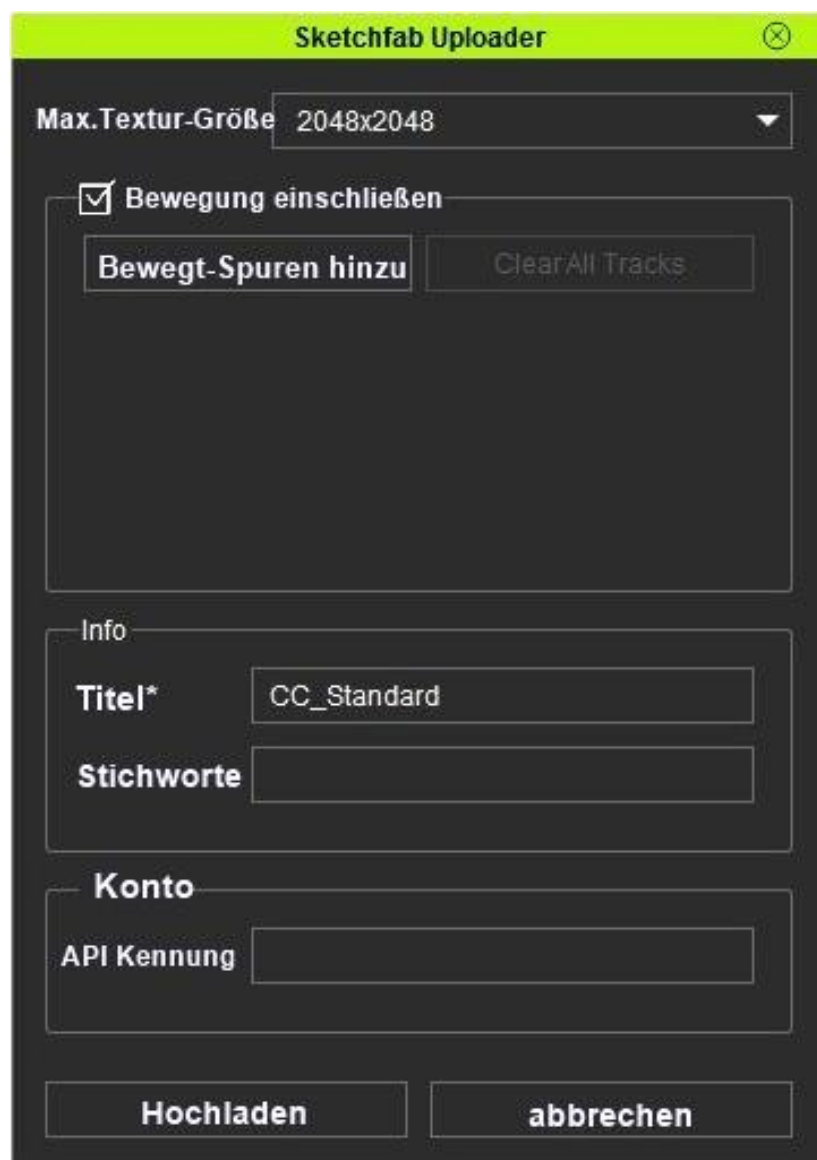 Sketchfab Uploader
Max.Textur-Größe 2048x2048
Bewegung einschließen
Bewegt-Spuren hinzu Clear All Tracks
Info
Titel* CC_Standard
Stichworte
Konto
API Kennung
Hochladen abbrechen